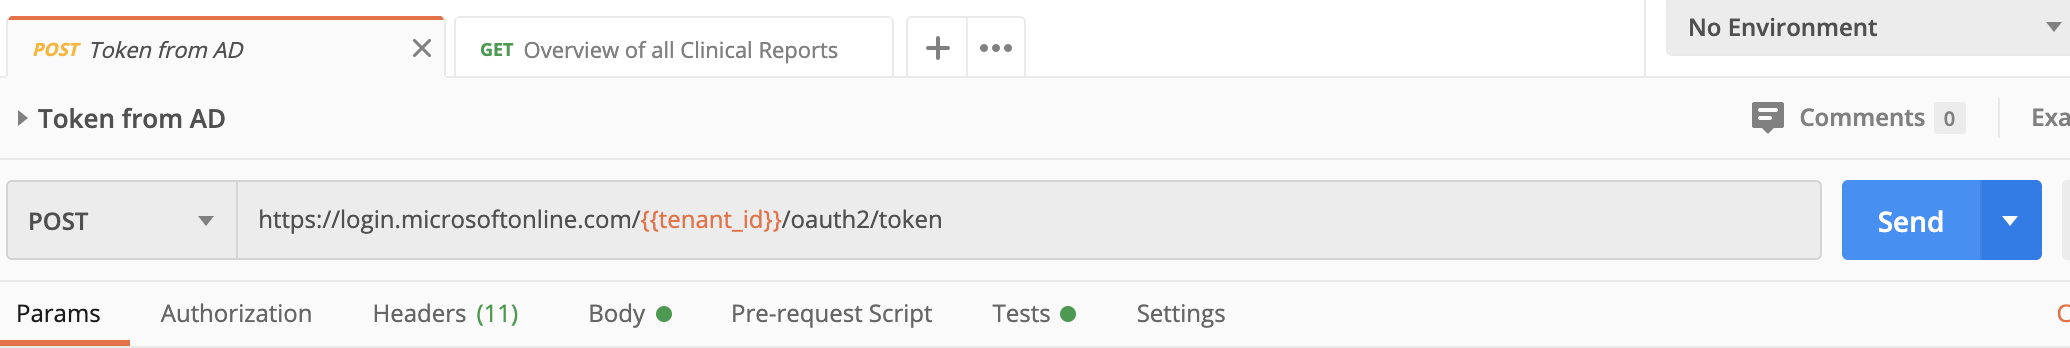 POST Token from AD
GET Overview of all Clinical Reports
No Environment
Token from AD
Comments 0
Exa
POST
https://login.microsoftonline.com/{{tenant_id}}/oauth2/token
Send
Params Authorization Headers (11) Body Pre-request Script Tests Settings